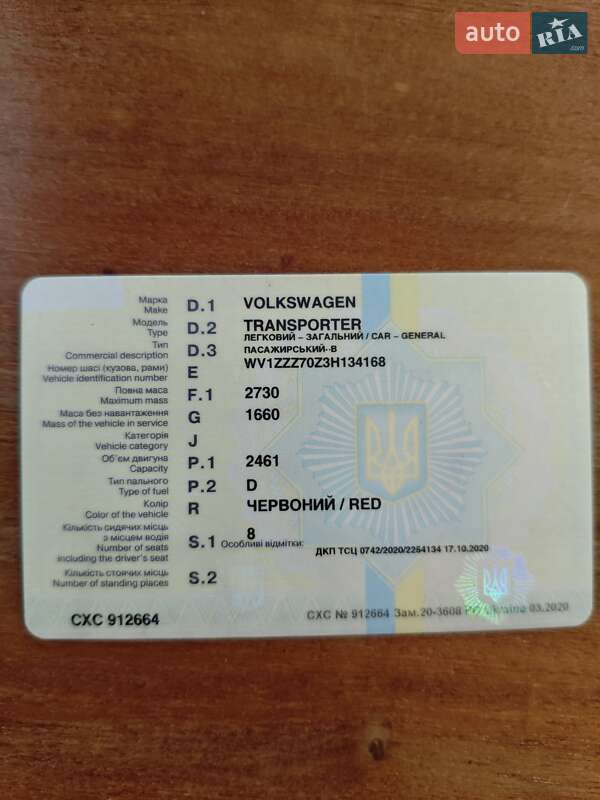 auto RIA.com
Марка
Make D.1 VOLKSWAGEN
Модель
Type D.2 TRANSPORTER
ЛЕГКОВИЙ – ЗАГАЛЬНИЙ / CAR – GENERAL
Тип
Commercial description D.3 ПАСАЖИРСЬКИЙ-В
Номер шасі (кузова, рами)
Vehicle identification number E WV1ZZZ70Z3H134168
Повна маса
Maximum mass F.1 2730
Маса без навантаження
Mass of the vehicle in service G 1660
Категорія
Vehicle category J
Об'єм двигуна
Capacity P.1 2461
Тип пального
Type of fuel P.2 D
Колір
Color of the vehicle R ЧЕРВОНИЙ / RED
Кількість сидячих місць
з місцем водія
Number of seats
including the driver's seat S.1 8
Особливі відмітки: ДКП ТСЦ 0742/2020/2254134 17.10.2020
Кількість стоячих місць
Number of standing places S.2
СХС 912664
СХС № 912664 Зам.20-3608 Ukraine 03.2020